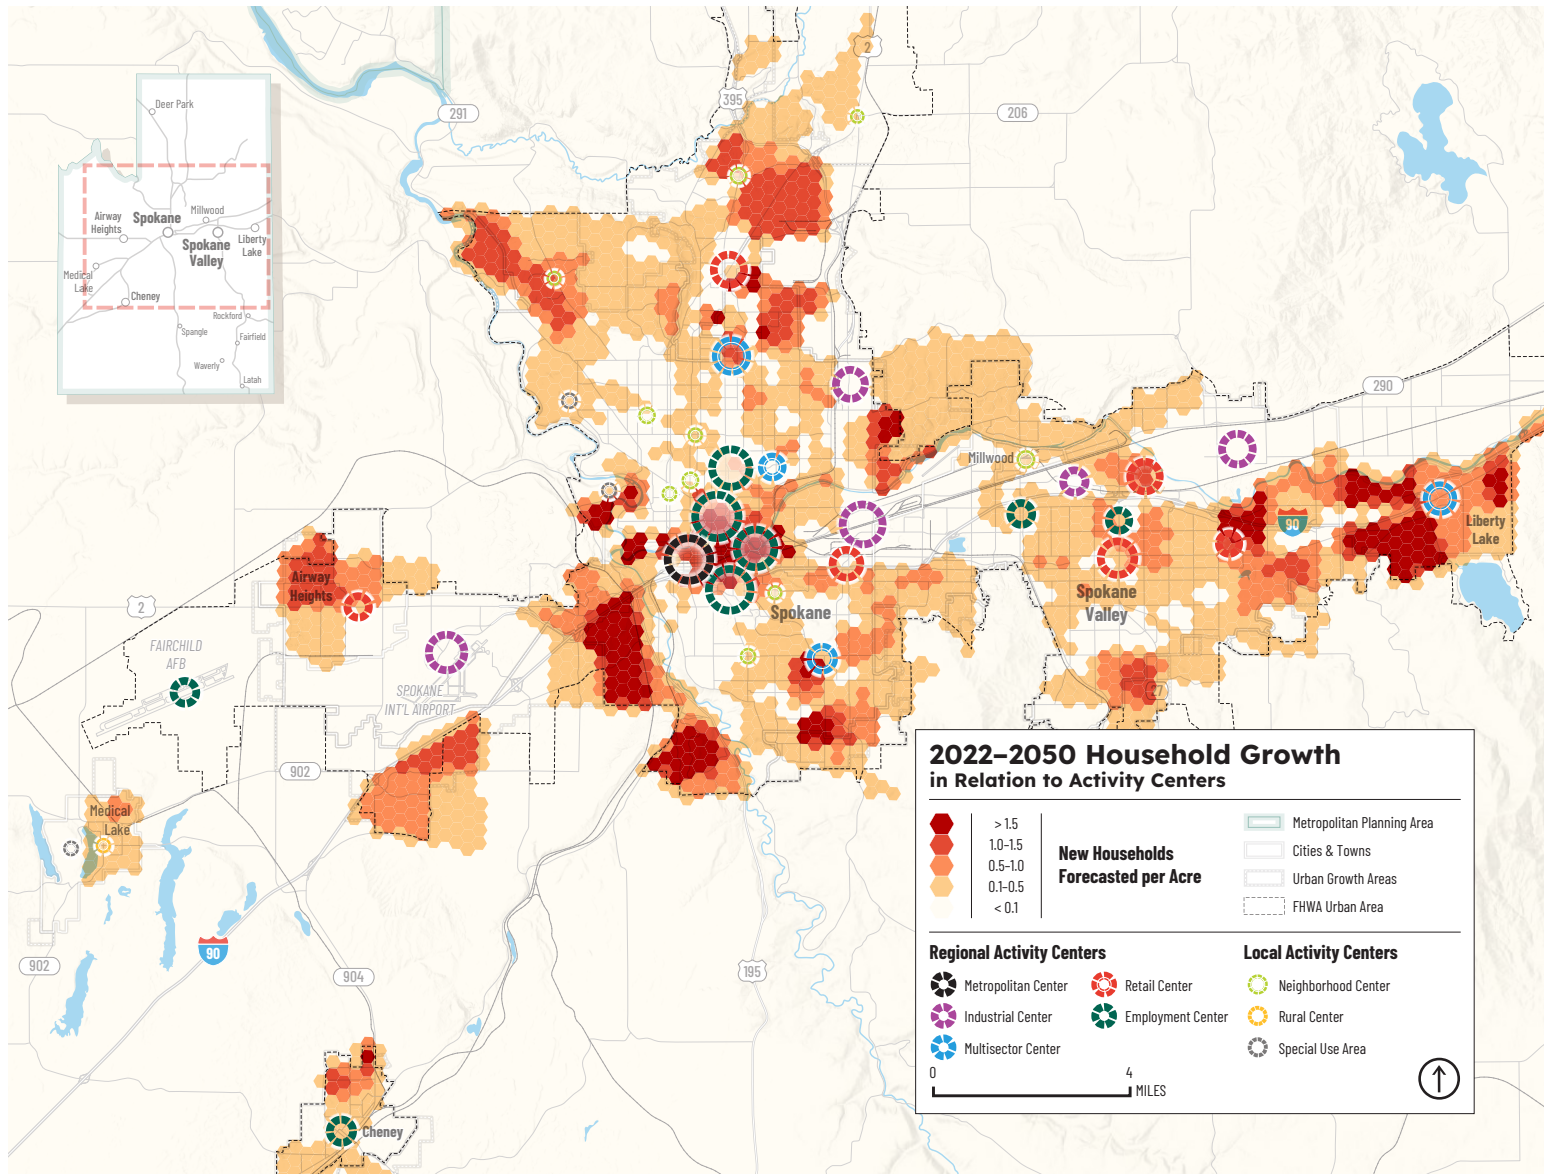 2
395
291
206
Deer Park
Spokane
Millwood
Airway
Heights
Spokane
Valley
Liberty
Lake
Medical
Lake
Cheney
Rockford
Spangle
Fairfield
Waverly
Latah
290
Millwood
90
Liberty
Lake
Airway
Heights
2
Spokane
Spokane
Valley
FAIRCHILD
AFB
SPOKANE
INT'L AIRPORT
27
902
Medical
Lake
90
902
904
195
Cheney
2022–2050 Household Growth
in Relation to Activity Centers
> 1.5
1.0–1.5
0.5–1.0
0.1–0.5
< 0.1
New Households
Forecasted per Acre
Metropolitan Planning Area
Cities & Towns
Urban Growth Areas
FHWA Urban Area
Regional Activity Centers
Metropolitan Center
Industrial Center
Multisector Center
Retail Center
Employment Center
Local Activity Centers
Neighborhood Center
Rural Center
Special Use Area
0 4
MILES